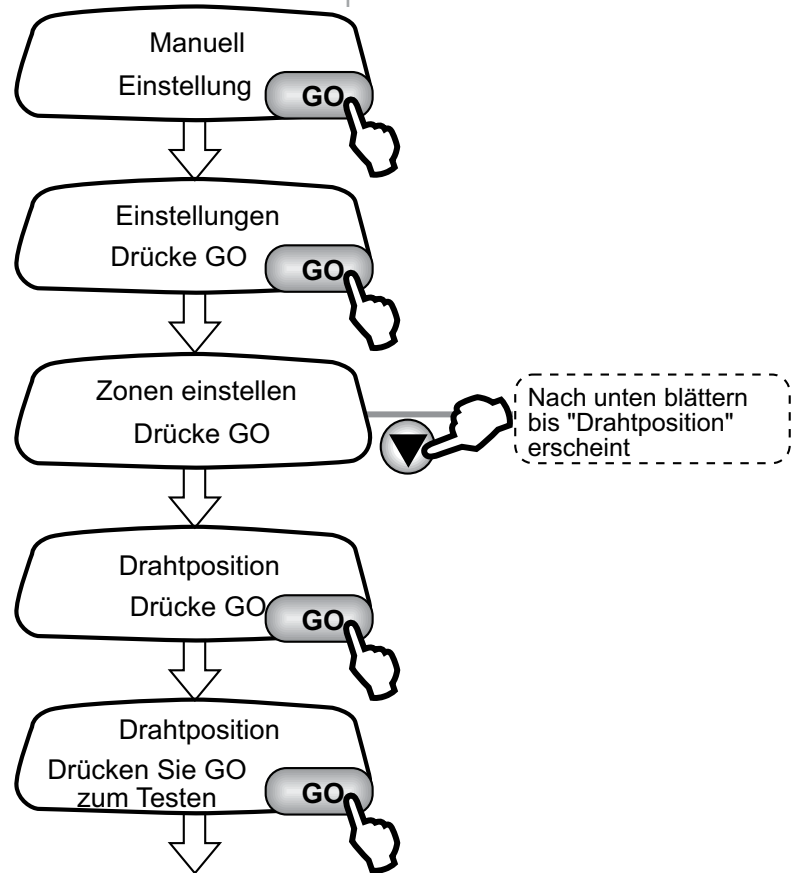 Manuell
Einstellung
GO
Einstellungen
Drücke GO
GO
Zonen einstellen
Drücke GO
Nach unten blättern
bis "Drahtposition"
erscheint
Drahtposition
Drücke GO
GO
Drahtposition
Drücken Sie GO
zum Testen
GO